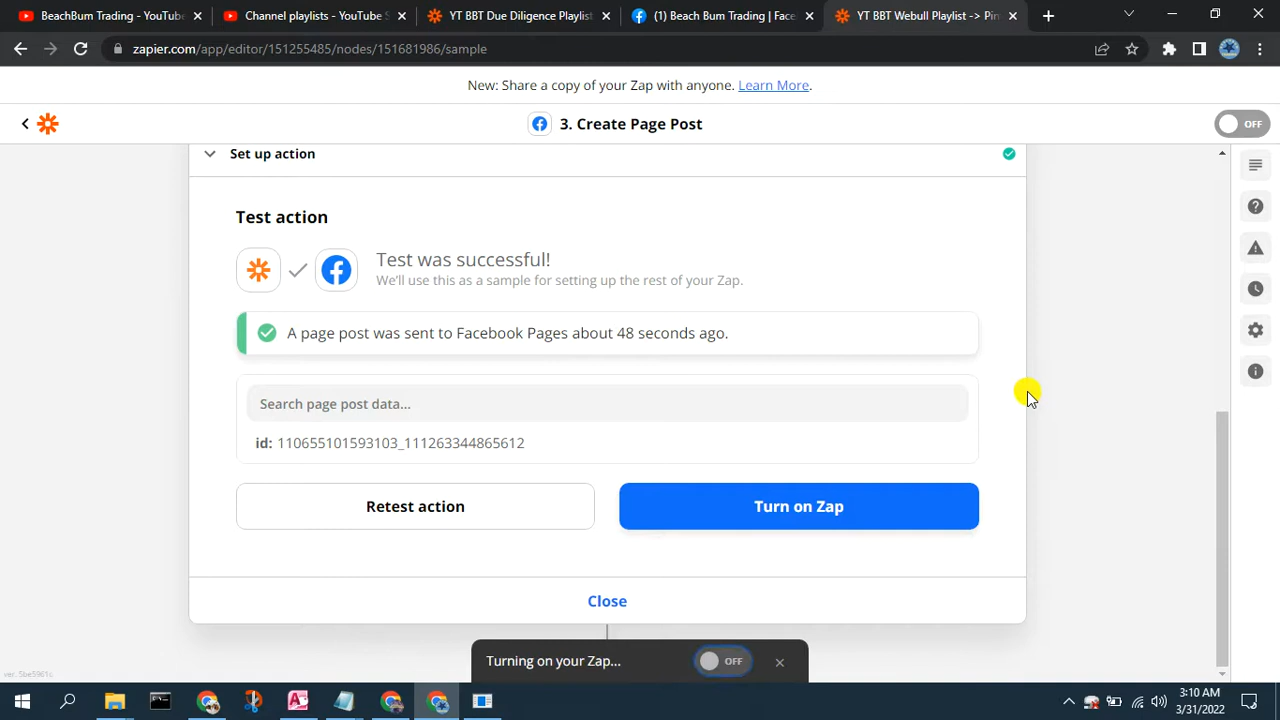 BeachBum Trading - YouTube
Channel playlists - YouTube S
YT BBT Due Diligence Playlist
(1) Beach Bum Trading | Face
YT BBT Webull Playlist -> Pin
zapier.com/app/editor/151255485/nodes/151681986/sample
New: Share a copy of your Zap with anyone. Learn More.
3. Create Page Post
OFF
Set up action
Test action
Test was successful!
We'll use this as a sample for setting up the rest of your Zap.
A page post was sent to Facebook Pages about 48 seconds ago.
Search page post data...
id: 110655101593103_111263344865612
Retest action
Turn on Zap
Close
Turning on your Zap...
OFF
ver. 5be5961s
3:10 AM
3/31/2022